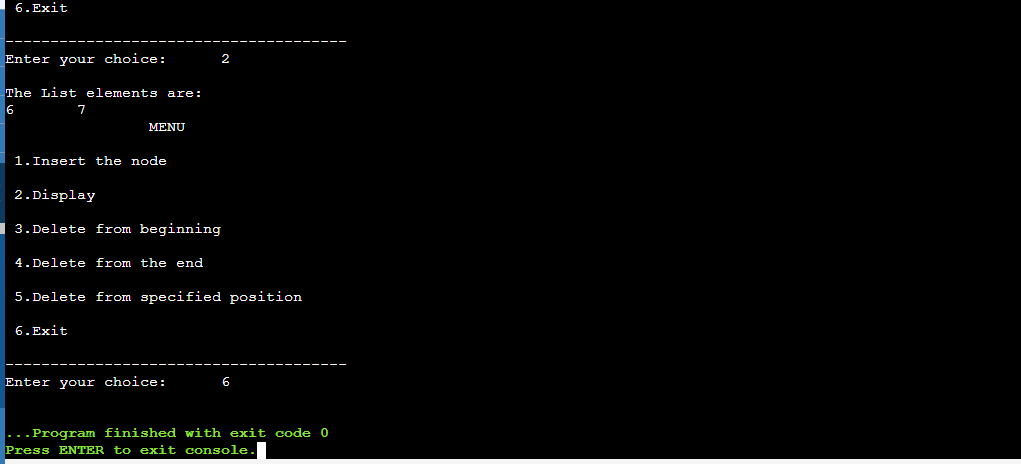 6.Exit
--------------------------------------
Enter your choice: 2
The List elements are:
6 7
MENU
1.Insert the node
2.Display
3.Delete from beginning
4.Delete from the end
5.Delete from specified position
6.Exit
--------------------------------------
Enter your choice: 6
...Program finished with exit code 0
Press ENTER to exit console.